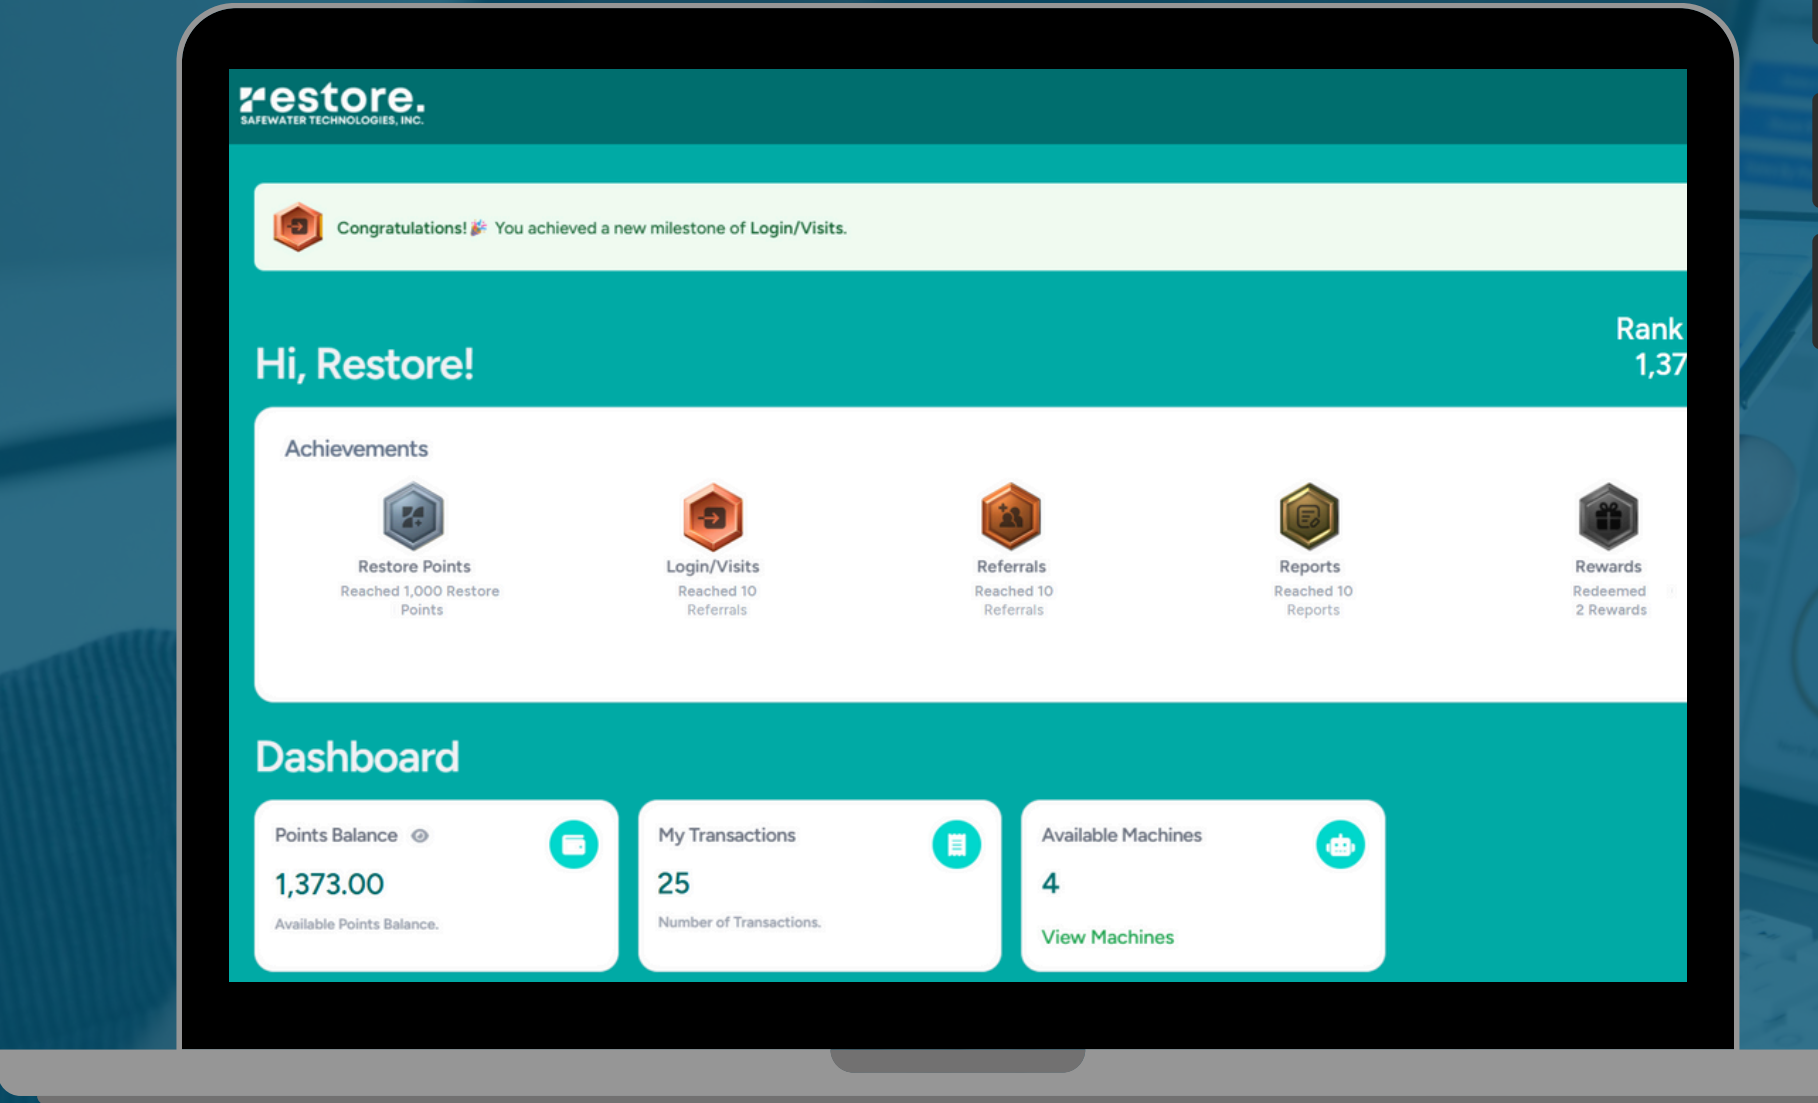 restore.
SAFEWATER TECHNOLOGIES, INC.
Congratulations! 🎉 You achieved a new milestone of Login/Visits.
Rank
1,37
Hi, Restore!
Achievements
Restore Points
Reached 1,000 Restore
Points
Login/Visits
Reached 10
Referrals
Referrals
Reached 10
Referrals
Reports
Reached 10
Reports
Rewards
Redeemed
2 Rewards
Dashboard
Points Balance
1,373.00
Available Points Balance.
My Transactions
25
Number of Transactions.
Available Machines
4
View Machines